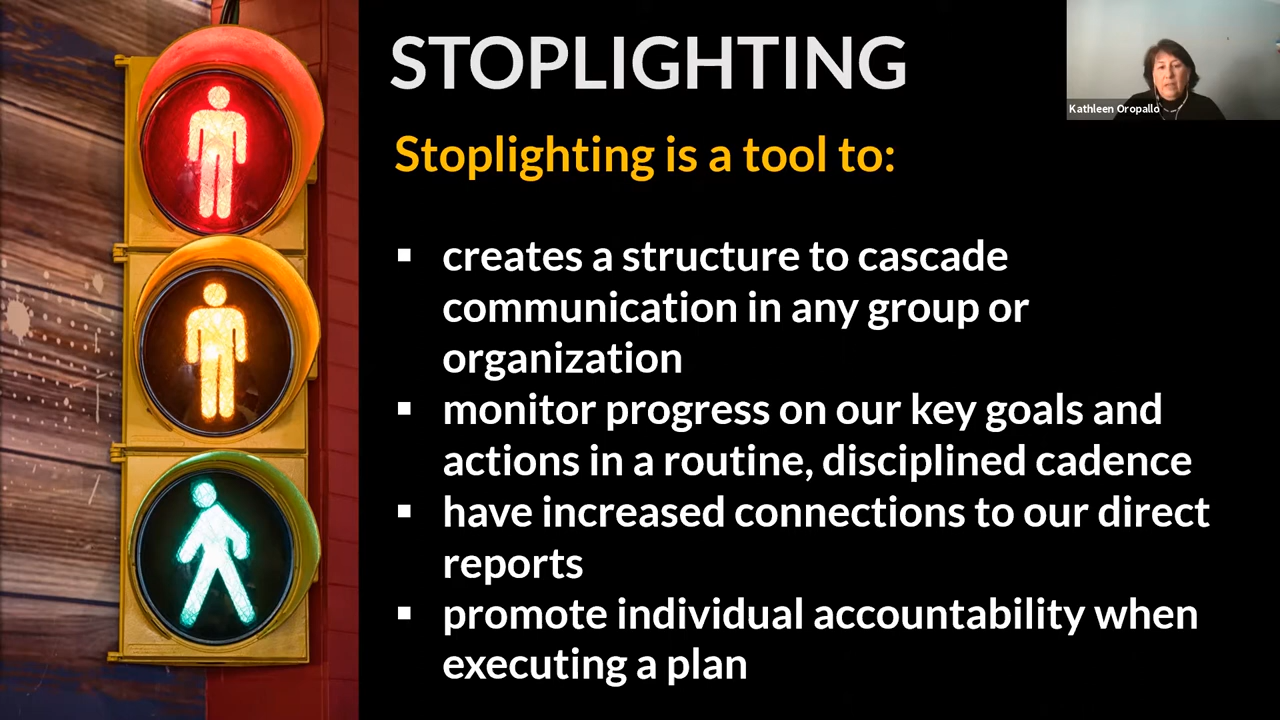 STOPLIGHTING
Kathleen Oropallo
Stoplighting is a tool to:
▪ creates a structure to cascade
communication in any group or
organization
▪ monitor progress on our key goals and
actions in a routine, disciplined cadence
▪ have increased connections to our direct
reports
▪ promote individual accountability when
executing a plan